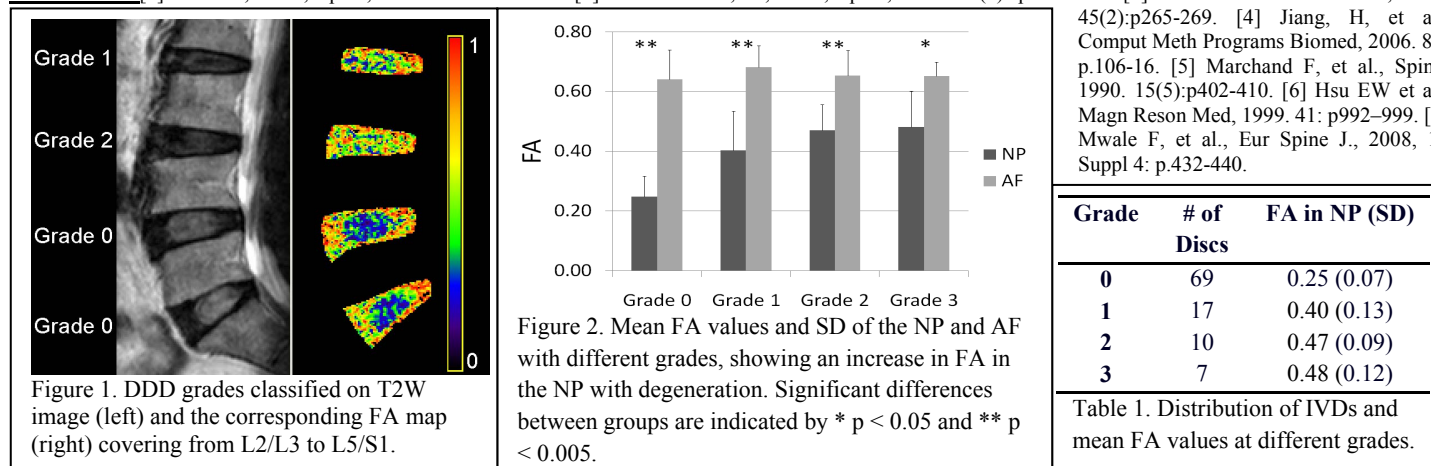 45(2):p265-269. [4] Jiang, H, et a
Comput Meth Programs Biomed, 2006. 8
p.106-16. [5] Marchand F, et al., Spin
1990. 15(5):p402-410. [6] Hsu EW et a
Magn Reson Med, 1999. 41: p992–999. [
Mwale F, et al., Eur Spine J., 2008,
Suppl 4: p.432-440.
Grade 1
Grade 2
Grade 0
Grade 0
1
0
Figure 1. DDD grades classified on T2W
image (left) and the corresponding FA map
(right) covering from L2/L3 to L5/S1.
0.80
0.60
0.40
0.20
0.00
FA
** ** ** *
NP
AF
Grade 0 Grade 1 Grade 2 Grade 3
Figure 2. Mean FA values and SD of the NP and AF
with different grades, showing an increase in FA in
the NP with degeneration. Significant differences
between groups are indicated by * p < 0.05 and ** p
< 0.005.
Grade # of Discs FA in NP (SD)
0 69 0.25 (0.07)
1 17 0.40 (0.13)
2 10 0.47 (0.09)
3 7 0.48 (0.12)
Table 1. Distribution of IVDs and
mean FA values at different grades.